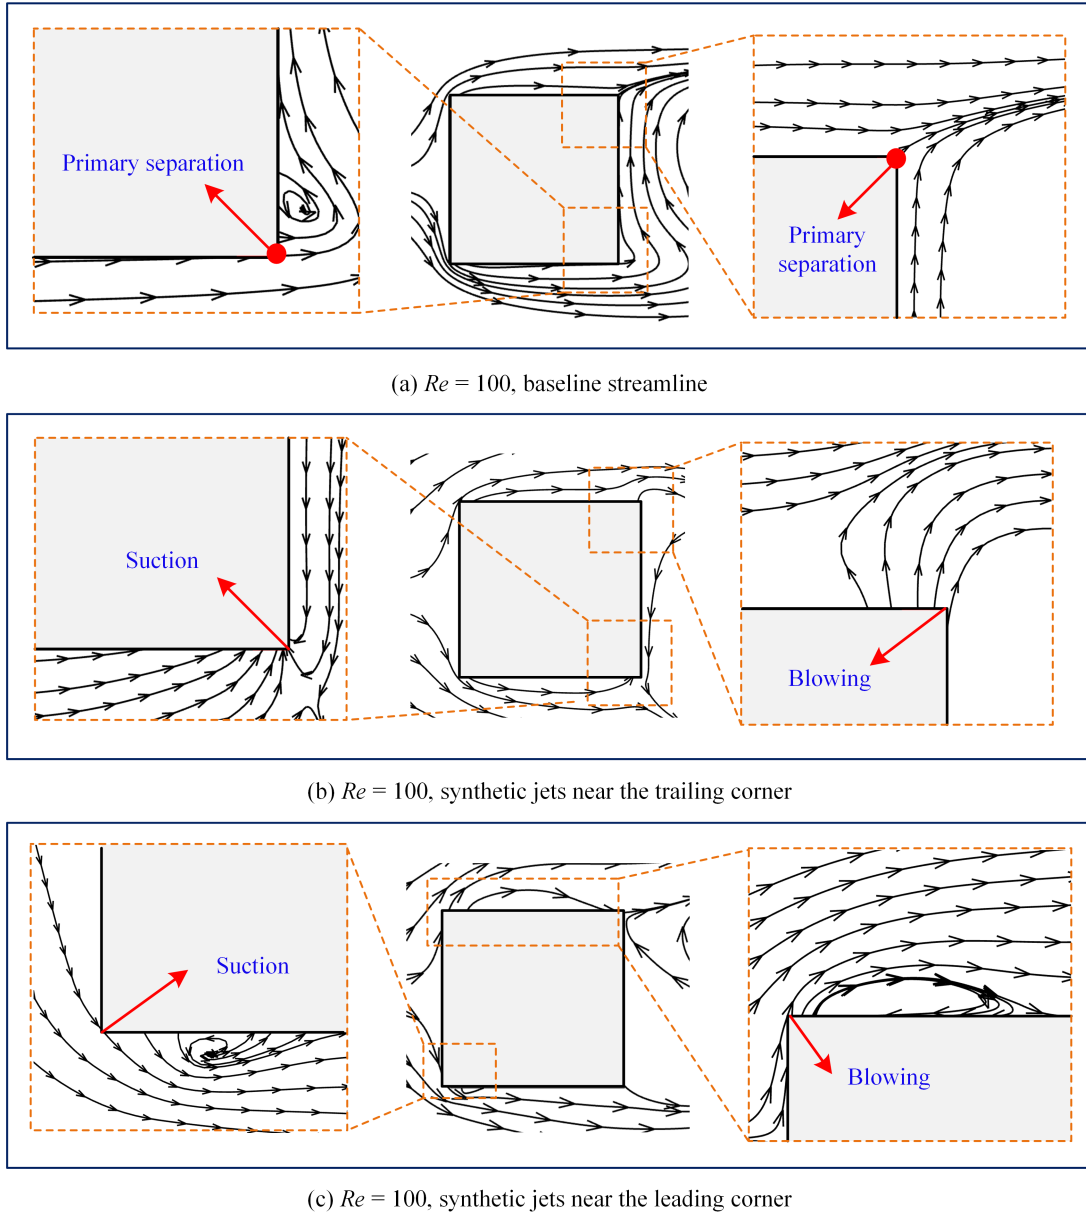 Primary separation
Primary
separation
(a) Re = 100, baseline streamline
Suction
Blowing
(b) Re = 100, synthetic jets near the trailing corner
Suction
Blowing
(c) Re = 100, synthetic jets near the leading corner